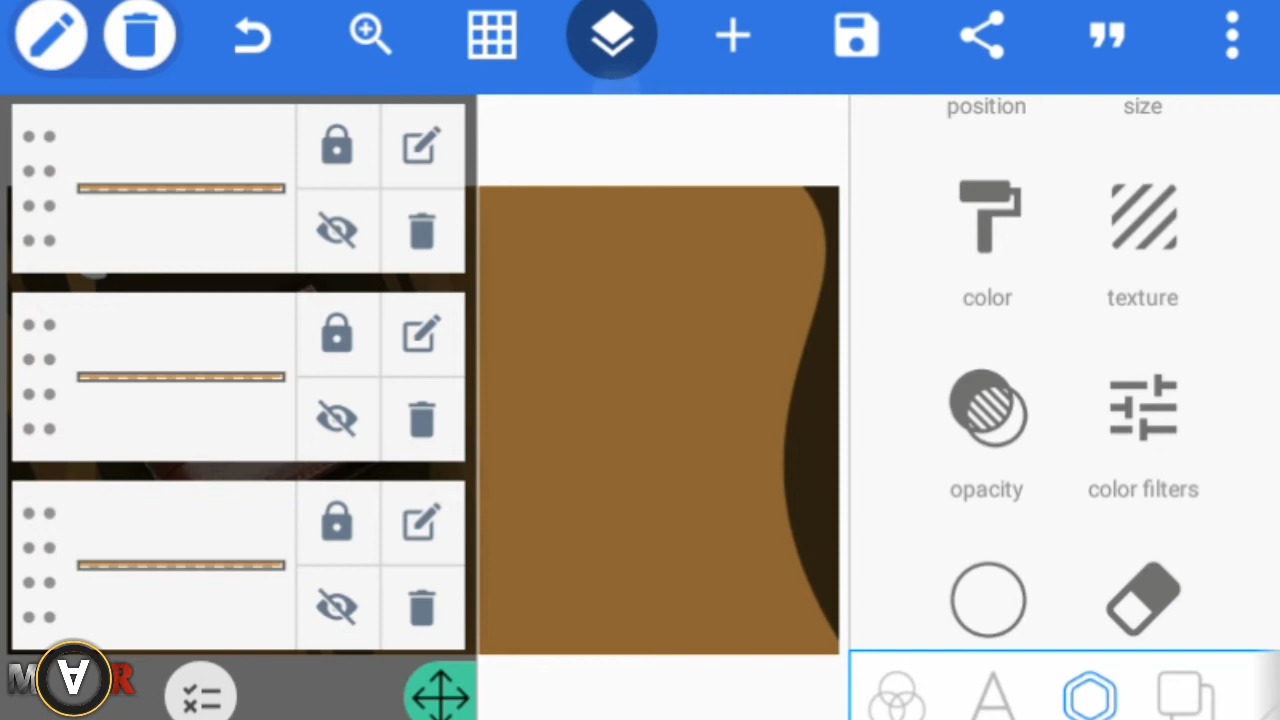 position
size
color
texture
opacity
color filters